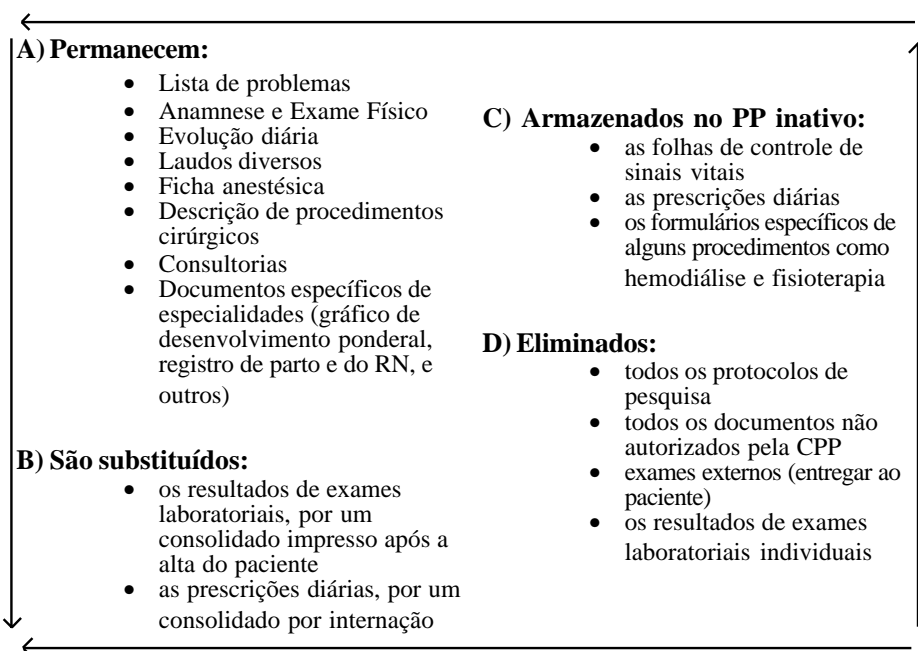 A) Permanecem:
• Lista de problemas
• Anamnese e Exame Físico
• Evolução diária
• Laudos diversos
• Ficha anestésica
• Descrição de procedimentos
cirúrgicos
• Consultorias
• Documentos específicos de
especialidades (gráfico de
desenvolvimento ponderal,
registro de parto e do RN, e
outros)
B) São substituídos:
• os resultados de exames
laboratoriais, por um
consolidado impresso após a
alta do paciente
• as prescrições diárias, por um
consolidado por internação
C) Armazenados no PP inativo:
• as folhas de controle de
sinais vitais
• as prescrições diárias
• os formulários específicos de
alguns procedimentos como
hemodiálise e fisioterapia
D) Eliminados:
• todos os protocolos de
pesquisa
• todos os documentos não
autorizados pela CPP
• exames externos (entregar ao
paciente)
• os resultados de exames
laboratoriais individuais